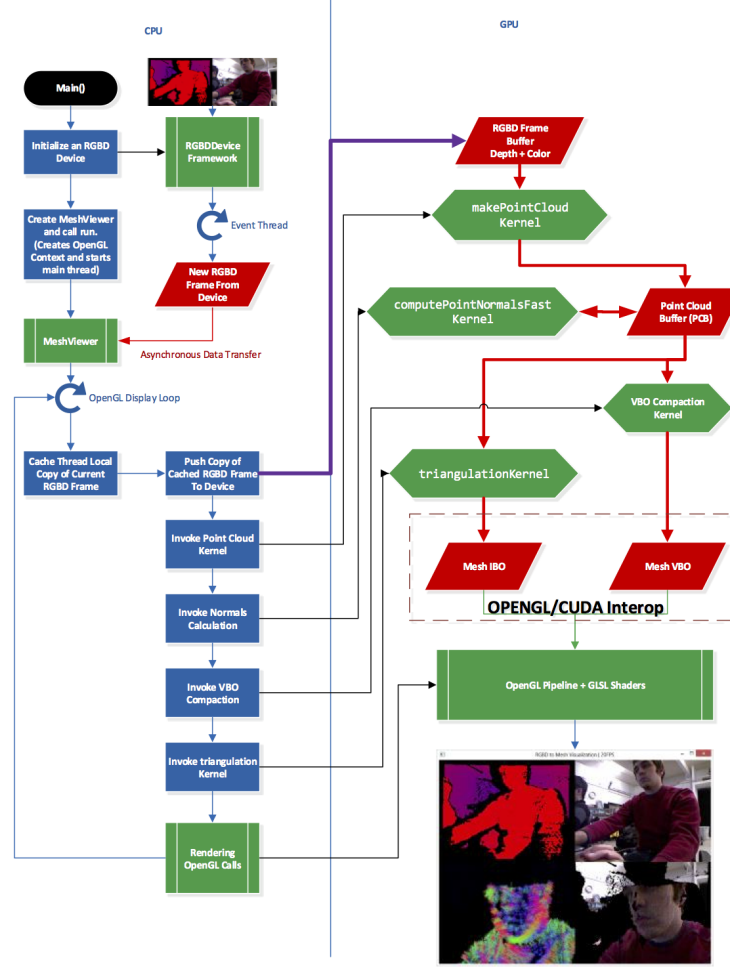 CPU
GPU
Main()
Initialize an RGBD
Device
RGBDDevice
Framework
Create MeshViewer
and call run.
(Creates OpenGL
Context and starts
main thread)
Event Thread
New RGBD
Frame From
Device
MeshViewer
Asynchronous Data Transfer
OpenGL Display Loop
Cache Thread Local
Copy of Current
RGBD Frame
Push Copy of
Cached RGBD Frame
To Device
Invoke Point Cloud
Kernel
Invoke Normals
Calculation
Invoke VBO
Compaction
Invoke triangulation
Kernel
Rendering
OpenGL Calls
RGBD Frame
Buffer
Depth + Color
makePointCloud
Kernel
computePointNormalsFast
Kernel
Point Cloud
Buffer (PCB)
VBO Compaction
Kernel
triangulationKernel
Mesh IBO
Mesh VBO
OPENGL/CUDA Interop
OpenGL Pipeline + GLSL Shaders
RGBD to Mesh Visualization | 20FPS